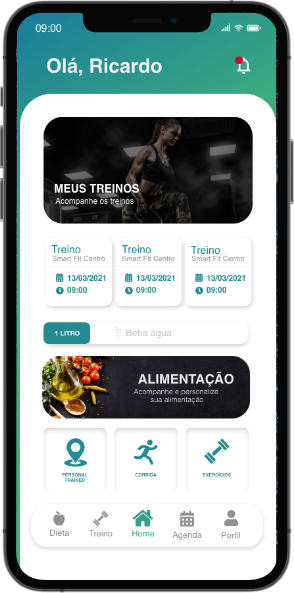 09:00
Olá, Ricardo
MEUS TREINOS
Acompanhe os treinos
Treino
Smart Fit Centro
13/03/2021
09:00
Treino
Smart Fit Centro
13/03/2021
09:00
Treino
Smart Fit Centro
13/03/2021
09:00
1 LITRO
Beba água
ALIMENTAÇÃO
Acompanhe e personalize
sua alimentação
PERSONAL
TRAINER
CORRIDA
EXERCÍCIOS
Dieta
Treino
Home
Agenda
Perfil